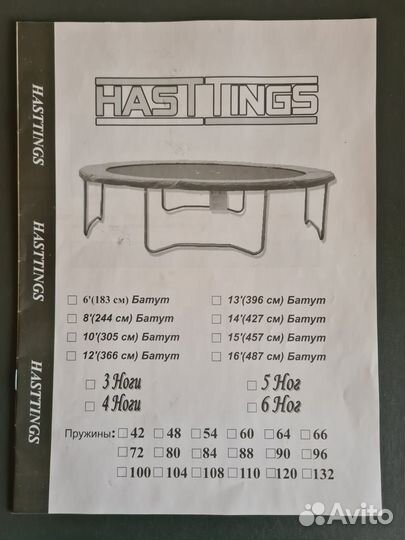 HASTTINGS
HASTTINGS
HASTTINGS
HASTTINGS
6'(183 см) Батут
13'(396 см) Батут
8'(244 см) Батут
14'(427 см) Батут
10'(305 см) Батут
15'(457 см) Батут
12'(366 см) Батут
16'(487 см) Батут
3 Ноги
5 Ног
4 Ноги
6 Ног
Пружины: 42 48 54 60 64 66
72 80 84 88 90 96
100 104 108 110 120 132
Avito